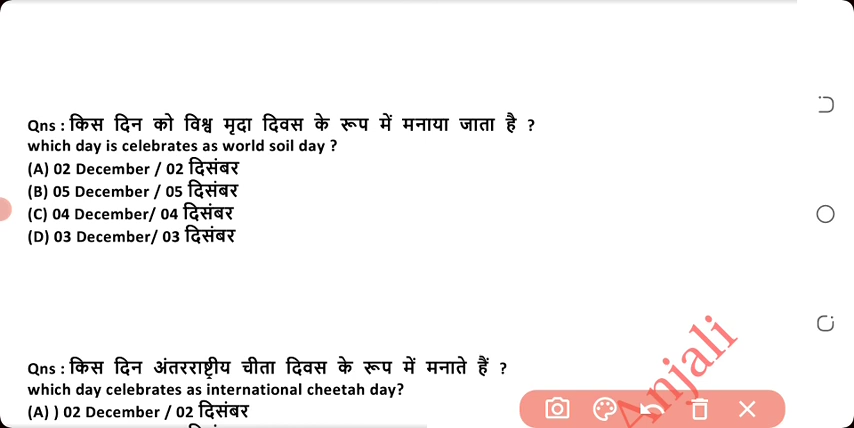 Qns : किस दिन को विश्व मृदा दिवस के रूप में मनाया जाता है ?
which day is celebrates as world soil day ?
(A) 02 December / 02 दिसंबर
(B) 05 December / 05 दिसंबर
(C) 04 December/ 04 दिसंबर
(D) 03 December/ 03 दिसंबर
Qns : किस दिन अंतरराष्ट्रीय चीता दिवस के रूप में मनाते हैं ?
which day celebrates as international cheetah day?
(A) ) 02 December / 02 दिसंबर
Anjali